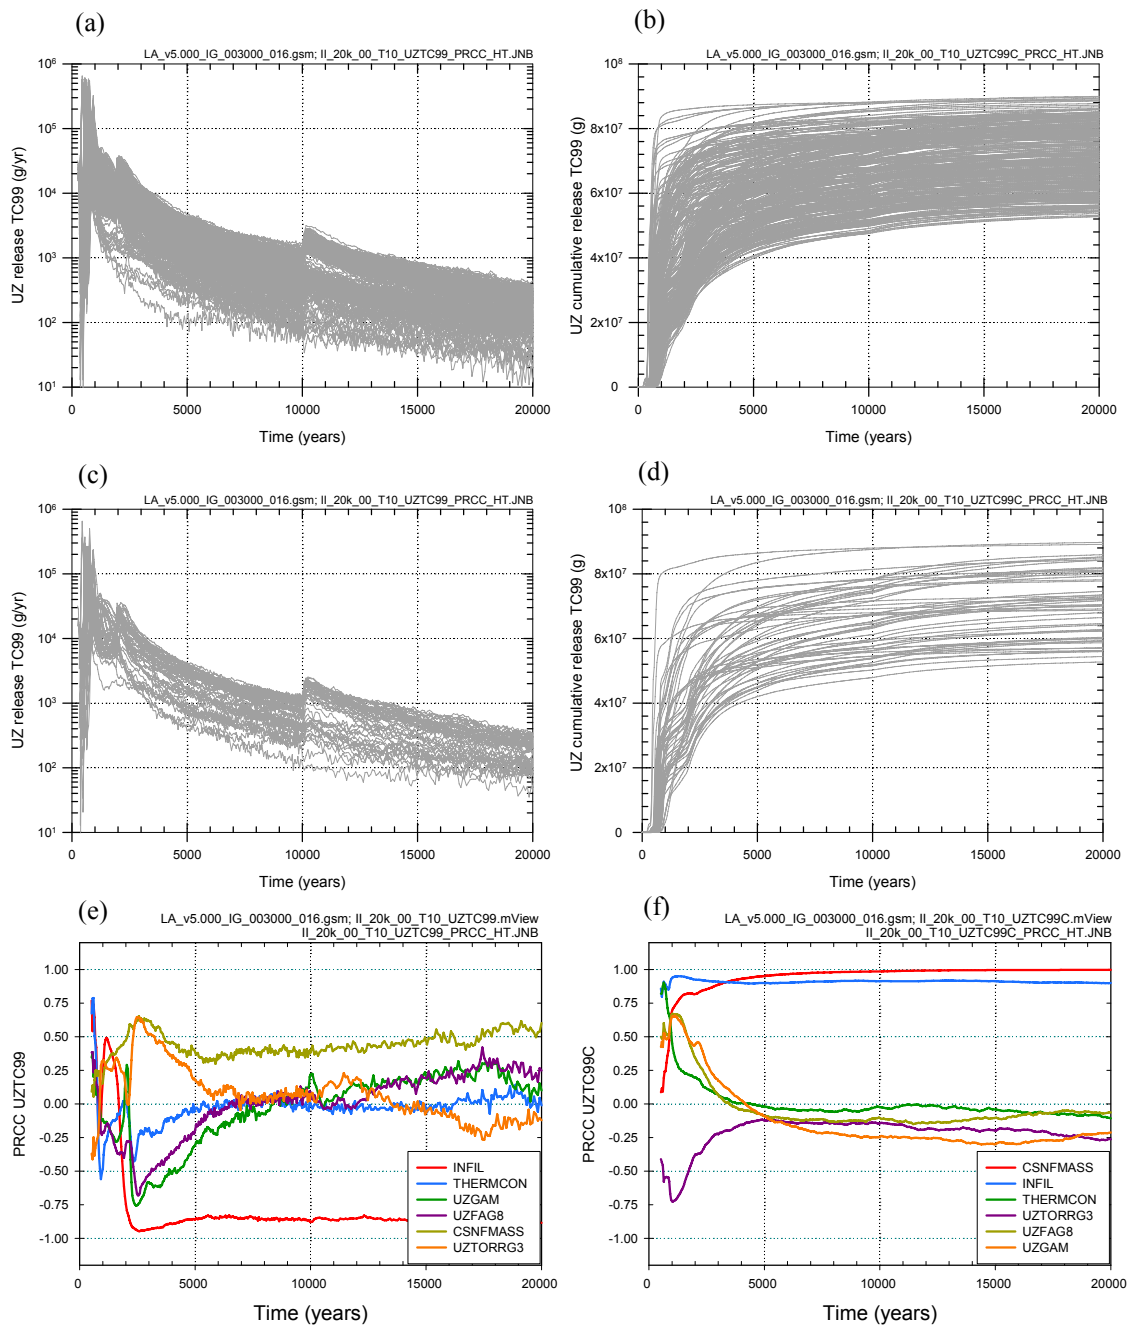 (a)
LA_v5.000_IG_003000_016.gsm; II_20k_00_T10_UZTC99_PRCC_HT.JNB
10⁶
10⁵
10⁴
10³
10²
10¹
UZ release TC99 (g/yr)
0 5000 10000 15000 20000
Time (years)
(b)
LA_v5.000_IG_003000_016.gsm; II_20k_00_T10_UZTC99C_PRCC_HT.JNB
10⁸
8x10⁷
6x10⁷
4x10⁷
2x10⁷
0
UZ cumulative release TC99 (g)
0 5000 10000 15000 20000
Time (years)
(c)
LA_v5.000_IG_003000_016.gsm; II_20k_00_T10_UZTC99_PRCC_HT.JNB
10⁶
10⁵
10⁴
10³
10²
10¹
UZ release TC99 (g/yr)
0 5000 10000 15000 20000
Time (years)
(d)
LA_v5.000_IG_003000_016.gsm; II_20k_00_T10_UZTC99C_PRCC_HT.JNB
10⁸
8x10⁷
6x10⁷
4x10⁷
2x10⁷
0
UZ cumulative release TC99 (g)
0 5000 10000 15000 20000
Time (years)
(e)
LA_v5.000_IG_003000_016.gsm; II_20k_00_T10_UZTC99.mView
II_20k_00_T10_UZTC99_PRCC_HT.JNB
1.00
0.75
0.50
0.25
0.00
-0.25
-0.50
-0.75
-1.00
PRCC UZTC99
INFIL
THERMCON
UZGAM
UZFAG8
CSNFMASS
UZTORRG3
0 5000 10000 15000 20000
Time (years)
(f)
LA_v5.000_IG_003000_016.gsm; II_20k_00_T10_UZTC99C.mView
II_20k_00_T10_UZTC99C_PRCC_HT.JNB
1.00
0.75
0.50
0.25
0.00
-0.25
-0.50
-0.75
-1.00
PRCC UZTC99C
CSNFMASS
INFIL
THERMCON
UZTORRG3
UZFAG8
UZGAM
0 5000 10000 15000 20000
Time (years)